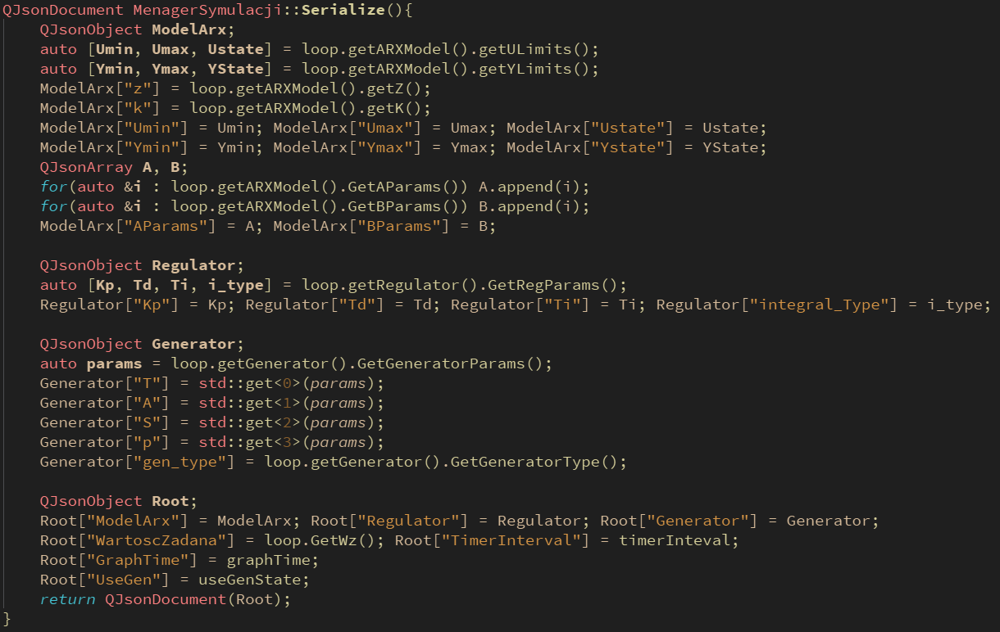 QJsonDocument MenagerSymulacji::Serialize(){
    QJsonObject ModelArx;
    auto [Umin, Umax, Ustate] = loop.getARXModel().getULimits();
    auto [Ymin, Ymax, YState] = loop.getARXModel().getYLimits();
    ModelArx["z"] = loop.getARXModel().getZ();
    ModelArx["k"] = loop.getARXModel().getK();
    ModelArx["Umin"] = Umin; ModelArx["Umax"] = Umax; ModelArx["Ustate"] = Ustate;
    ModelArx["Ymin"] = Ymin; ModelArx["Ymax"] = Ymax; ModelArx["Ystate"] = YState;
    QJsonArray A, B;
    for(auto &i : loop.getARXModel().GetAParams()) A.append(i);
    for(auto &i : loop.getARXModel().GetBParams()) B.append(i);
    ModelArx["AParams"] = A; ModelArx["BParams"] = B;

    QJsonObject Regulator;
    auto [Kp, Td, Ti, i_type] = loop.getRegulator().GetRegParams();
    Regulator["Kp"] = Kp; Regulator["Td"] = Td; Regulator["Ti"] = Ti; Regulator["integral_Type"] = i_type;

    QJsonObject Generator;
    auto params = loop.getGenerator().GetGeneratorParams();
    Generator["T"] = std::get<0>(params);
    Generator["A"] = std::get<1>(params);
    Generator["S"] = std::get<2>(params);
    Generator["p"] = std::get<3>(params);
    Generator["gen_type"] = loop.getGenerator().GetGeneratorType();

    QJsonObject Root;
    Root["ModelArx"] = ModelArx; Root["Regulator"] = Regulator; Root["Generator"] = Generator;
    Root["WartoscZadana"] = loop.GetWz(); Root["TimerInterval"] = timerInteval;
    Root["GraphTime"] = graphTime;
    Root["UseGen"] = useGenState;
    return QJsonDocument(Root);
}